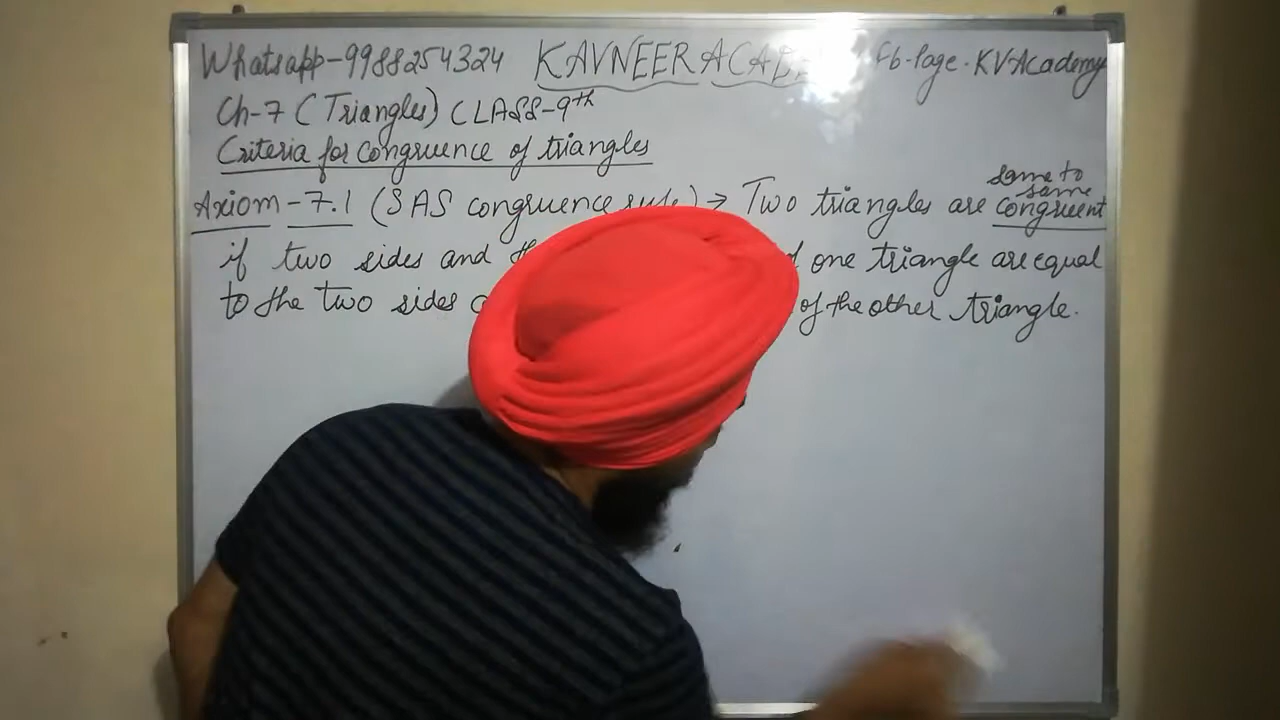 Whatsapp-9988254324 KAVNEER Fb-Page-KV Academy
Ch-7 (Triangles) CLASS-9th
Criteria for congruence of triangles
same to
same
Axiom-7.1 (SAS congruence rule) → Two triangles are congruent
if two sides and one triangle are equal
to the two sides of the other triangle.